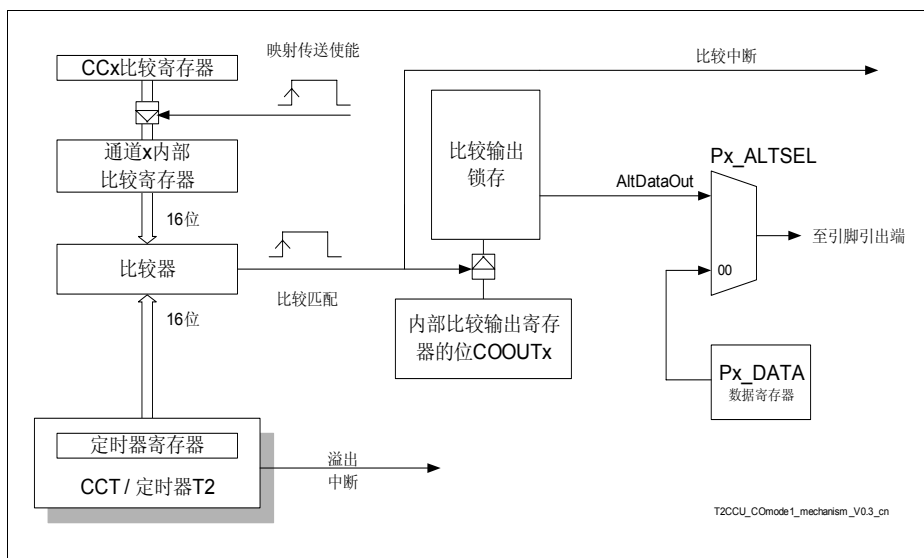 映射传送使能
比较中断
CCx比较寄存器
通道x内部
比较寄存器
16位
比较器
比较匹配
16位
比较输出
锁存
AltDataOut
Px_ALTSEL
00
至引脚引出端
内部比较输出寄存
器的位COOUTx
Px_DATA
数据寄存器
定时器寄存器
CCT / 定时器T2
溢出
中断
T2CCU_COmode1_mechanism_V0.3_cn